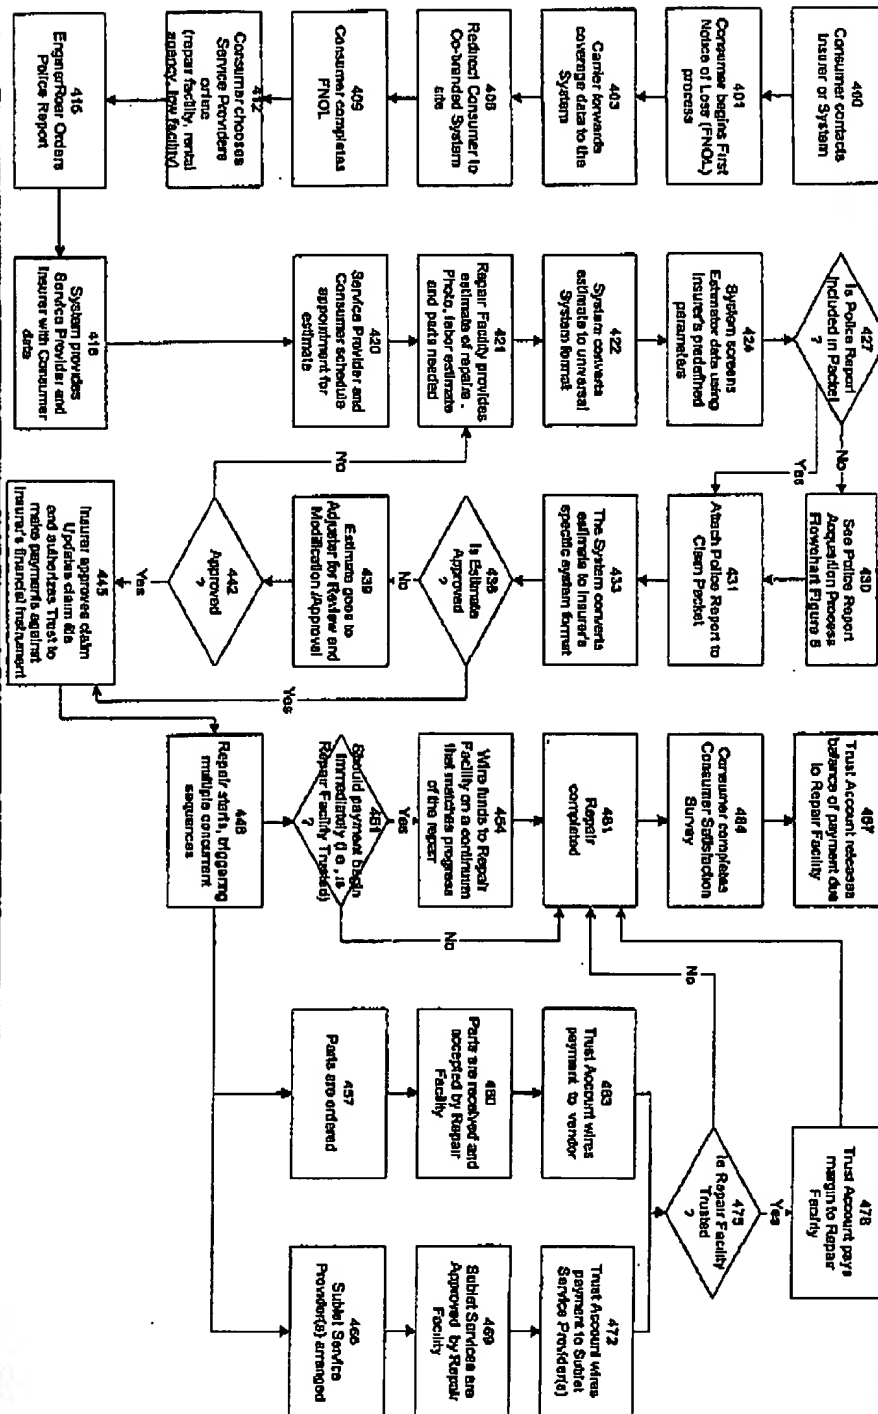 400
Consumer contacts
Insurer or System
401
Consumer begins First
Notice of Loss (FNOL)
process
403
Carrier forwards
coverage data to the
System
406
Redirect Consumer to
Co-branded System
site
409
Consumer completes
FNOL
412
Consumer chooses
Service Providers
online
(repair facility, rental
agency, tow facility)
415
Orders
Police Report
418
System provides
Service Provider and
Insurer with Consumer
data
420
Service Provider and
Consumer schedule
appointment for
estimate
421
Repair Facility provides
estimate of repairs -
Photo, labor estimate
and parts needed
422
System converts
estimate to universal
System format
424
System screens
Estimator data using
Insurer's predefined
parameters
427
Is Police Report
Included in Packet
?
No
Yes
430
See Police Report
Acquisition Process
Flowchart Figure 5
431
Attach Police Report to
Claim Packet
433
The System converts
estimate to Insurer's
specific system format
436
Is Estimate
Approved
?
No
Yes
439
Estimate goes to
Adjuster for Review and
Modification /Approval
442
Approved
?
No
Yes
445
Insurer approves claim
Updates claim file
and authorizes Trust to
make payments against
Insurer's financial instrument
448
Repair starts, triggering
multiple concurrent
sequences
451
Should payment begin
immediately (i.e., is
Repair Facility Trusted)
?
Yes
No
454
Wire funds to Repair
Facility on a continuum
that matches progress
of the repair
481
Repair
completed
484
Consumer completes
Consumer Satisfaction
Survey
487
Trust Account releases
balance of payment due
to Repair Facility
457
Parts are ordered
460
Parts are received and
accepted by Repair
Facility
463
Trust Account wires
payment to vendor
466
Sublet Service
Provider(s) arranged
469
Sublet Services are
Approved by Repair
Facility
472
Trust Account wires
payment to Sublet
Service Provider(s)
475
Is Repair Facility
Trusted
?
No
Yes
478
Trust Account pays
margin to Repair
Facility